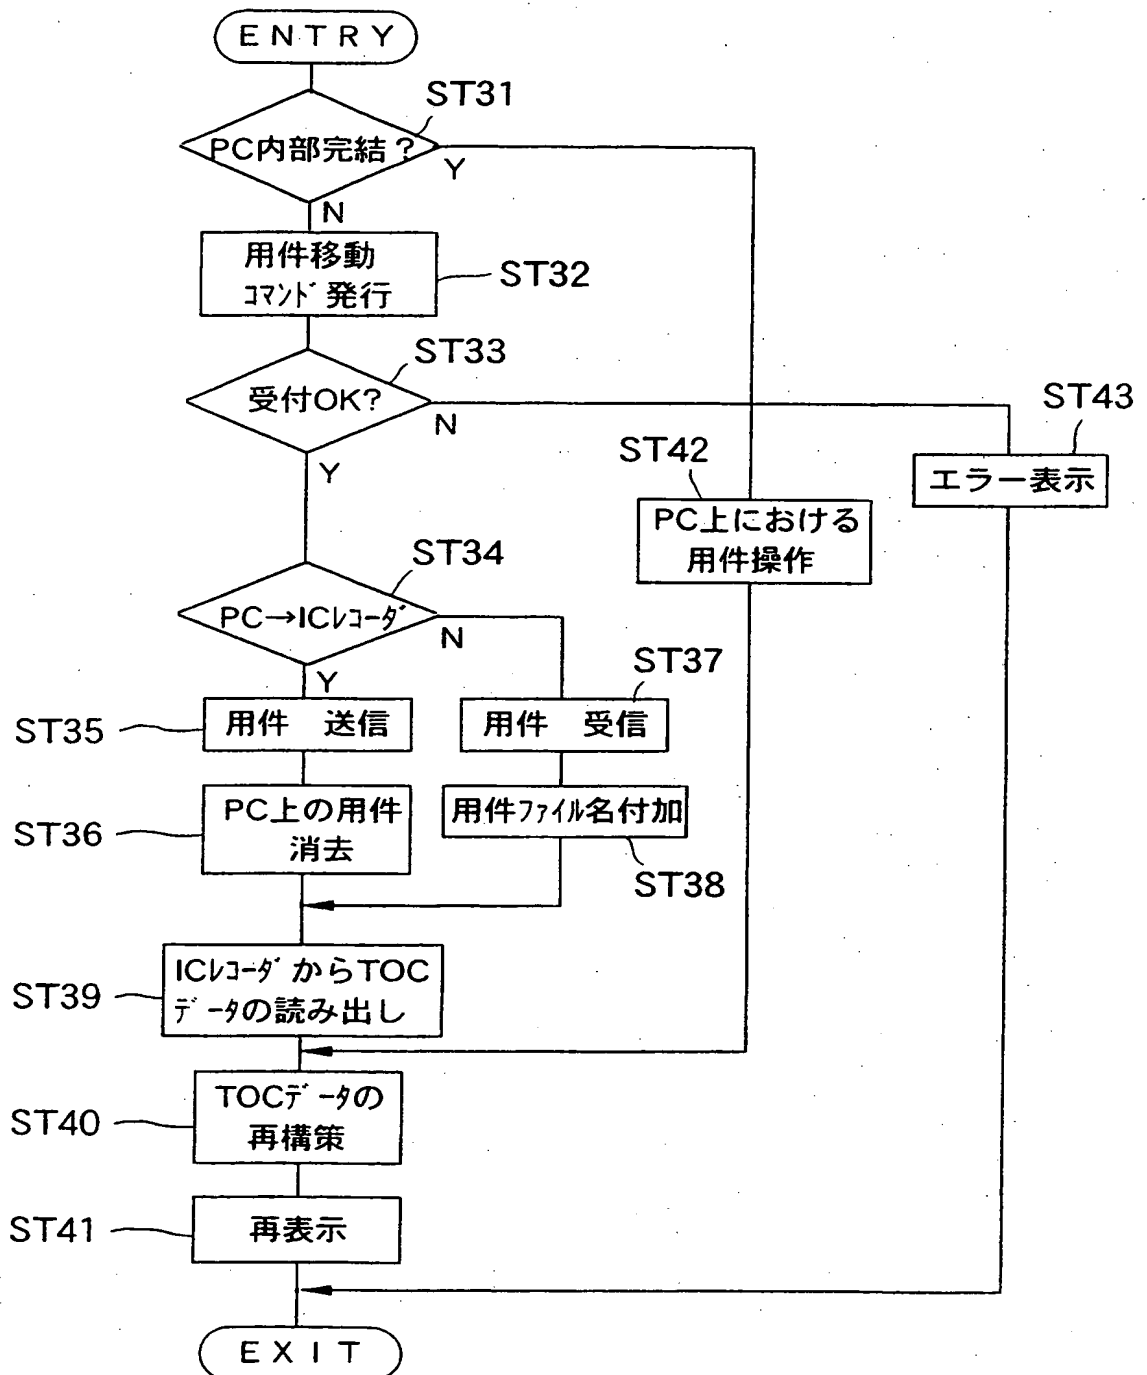 ENTRY
ST31
PC内部完結?
Y
N
用件移動
コマンド発行
ST32
ST33
受付OK?
N
Y
ST43
エラー表示
ST42
PC上における
用件操作
ST34
PC→ICレコーダ
N
Y
ST37
ST35
用件 送信
用件 受信
ST36
PC上の用件
消去
用件ファイル名付加
ST38
ST39
ICレコーダからTOC
データの読み出し
ST40
TOCデータの
再構策
ST41
再表示
EXIT